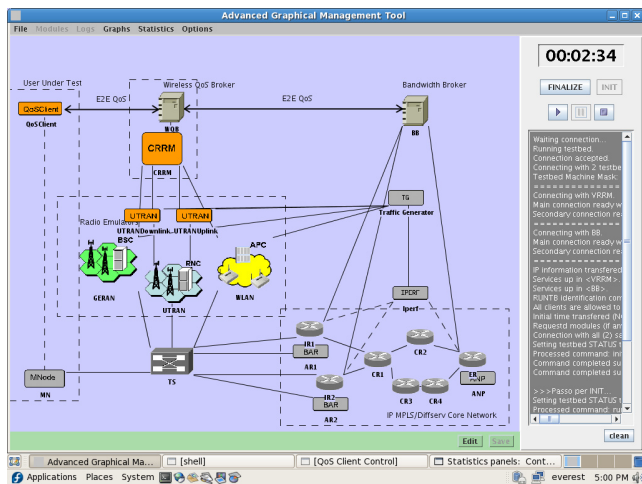 Advanced Graphical Management Tool
File Modules Logs Graphs Statistics Options
User Under Test
Wireless QoS Broker
Bandwidth Broker
E2E QoS
E2E QoS
QoSClient
QoSClient
WQB
BB
CRRM
CRRM
TG
Traffic Generator
UTRAN
UTRAN
Radio Emulators
UTRANDownlink
UTRANUplink
BSC
RNC
APC
GERAN
UTRAN
WLAN
IPERF
Iperf
IR1
BAR
AR1
CR2
CR1
ER
ANP
ANP
MNode
MN
TS
IR2
BAR
AR2
CR3
CR4
IP MPLS/Diffserv Core Network
Edit
Save
00:02:34
FINALIZE
INIT
Waiting connection...
Running testbed.
Connection accepted.
Connecting with 2 testbe
Testbed Machine Mask:
==================
Connecting with VRRM.
Main connection ready w
Secondary connection re
==================
Connecting with BB.
Main connection ready w
Secondary connection re
==================
IP information transfered
Services up in <VRRM>
Services up in <BB>.
RUNTB identification com
All clients are allowed to
Initial time transfered (N
Requestd modules (if am
Connection with all (2) se
Setting testbed STATUS t
Processed command: ini
Command completed su
Command completed su
>>>Passo per INIT...
Setting testbed STATUS t
Processed command: ru
clean
Advanced Graphical Ma...
[shell]
[QoS Client Control]
Statistics panels: Cont...
Applications Places System
everest 5:00 PM